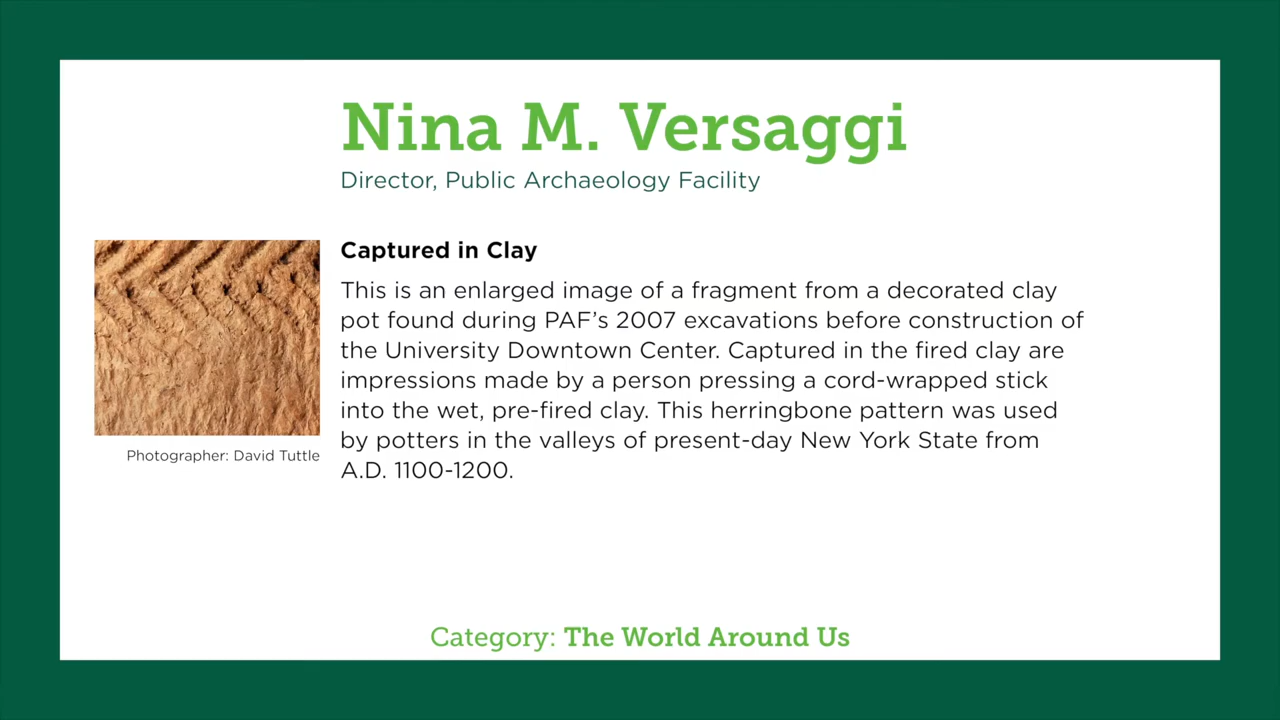 Nina M. Versaggi
Director, Public Archaeology Facility
Captured in Clay
This is an enlarged image of a fragment from a decorated clay
pot found during PAF’s 2007 excavations before construction of
the University Downtown Center. Captured in the fired clay are
impressions made by a person pressing a cord-wrapped stick
into the wet, pre-fired clay. This herringbone pattern was used
by potters in the valleys of present-day New York State from
A.D. 1100-1200.
Photographer: David Tuttle
Category: The World Around Us